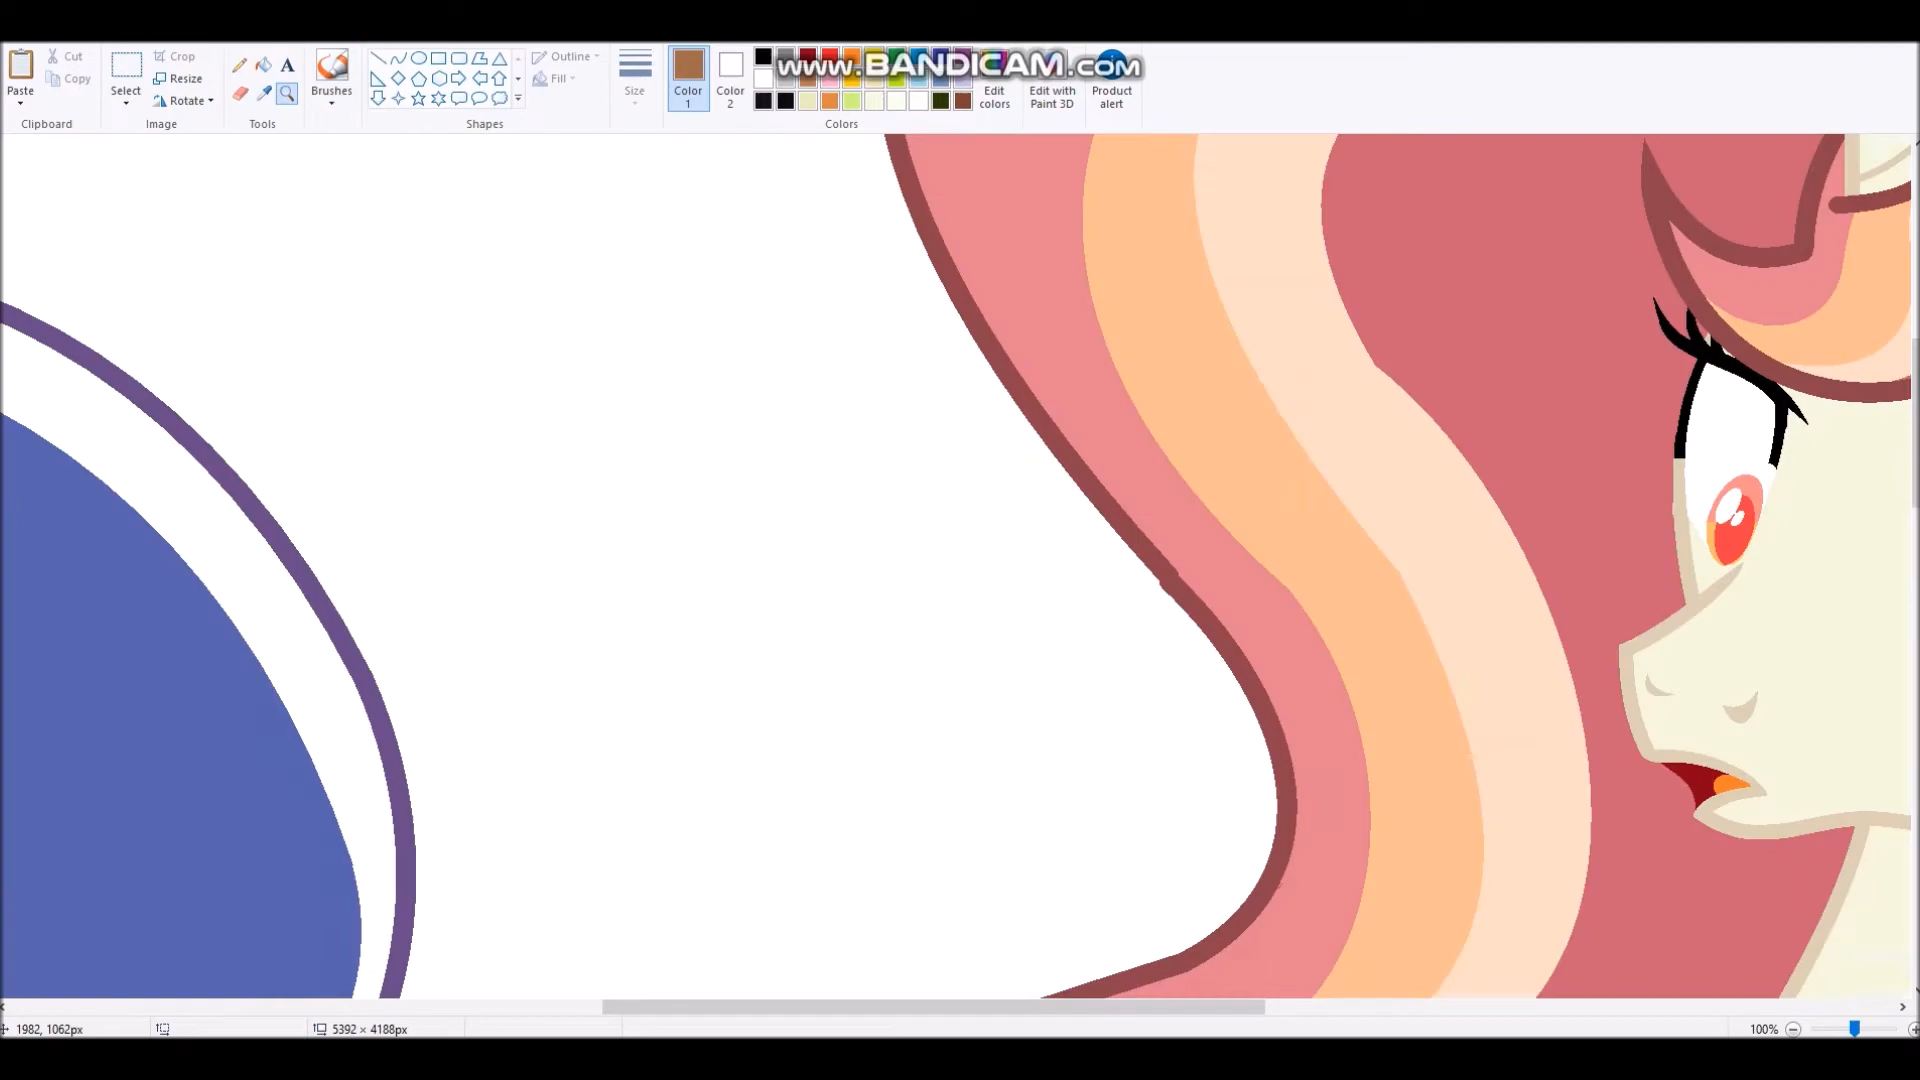 www.BANDICAM.com
Paste
Cut
Copy
Clipboard
Select
Crop
Resize
Rotate
Image
A
Tools
Brushes
Outline
Fill
Shapes
Size
Color 1
Color 2
Colors
Edit colors
Edit with Paint 3D
Product alert
1982, 1062px
5392 × 4188px
100%